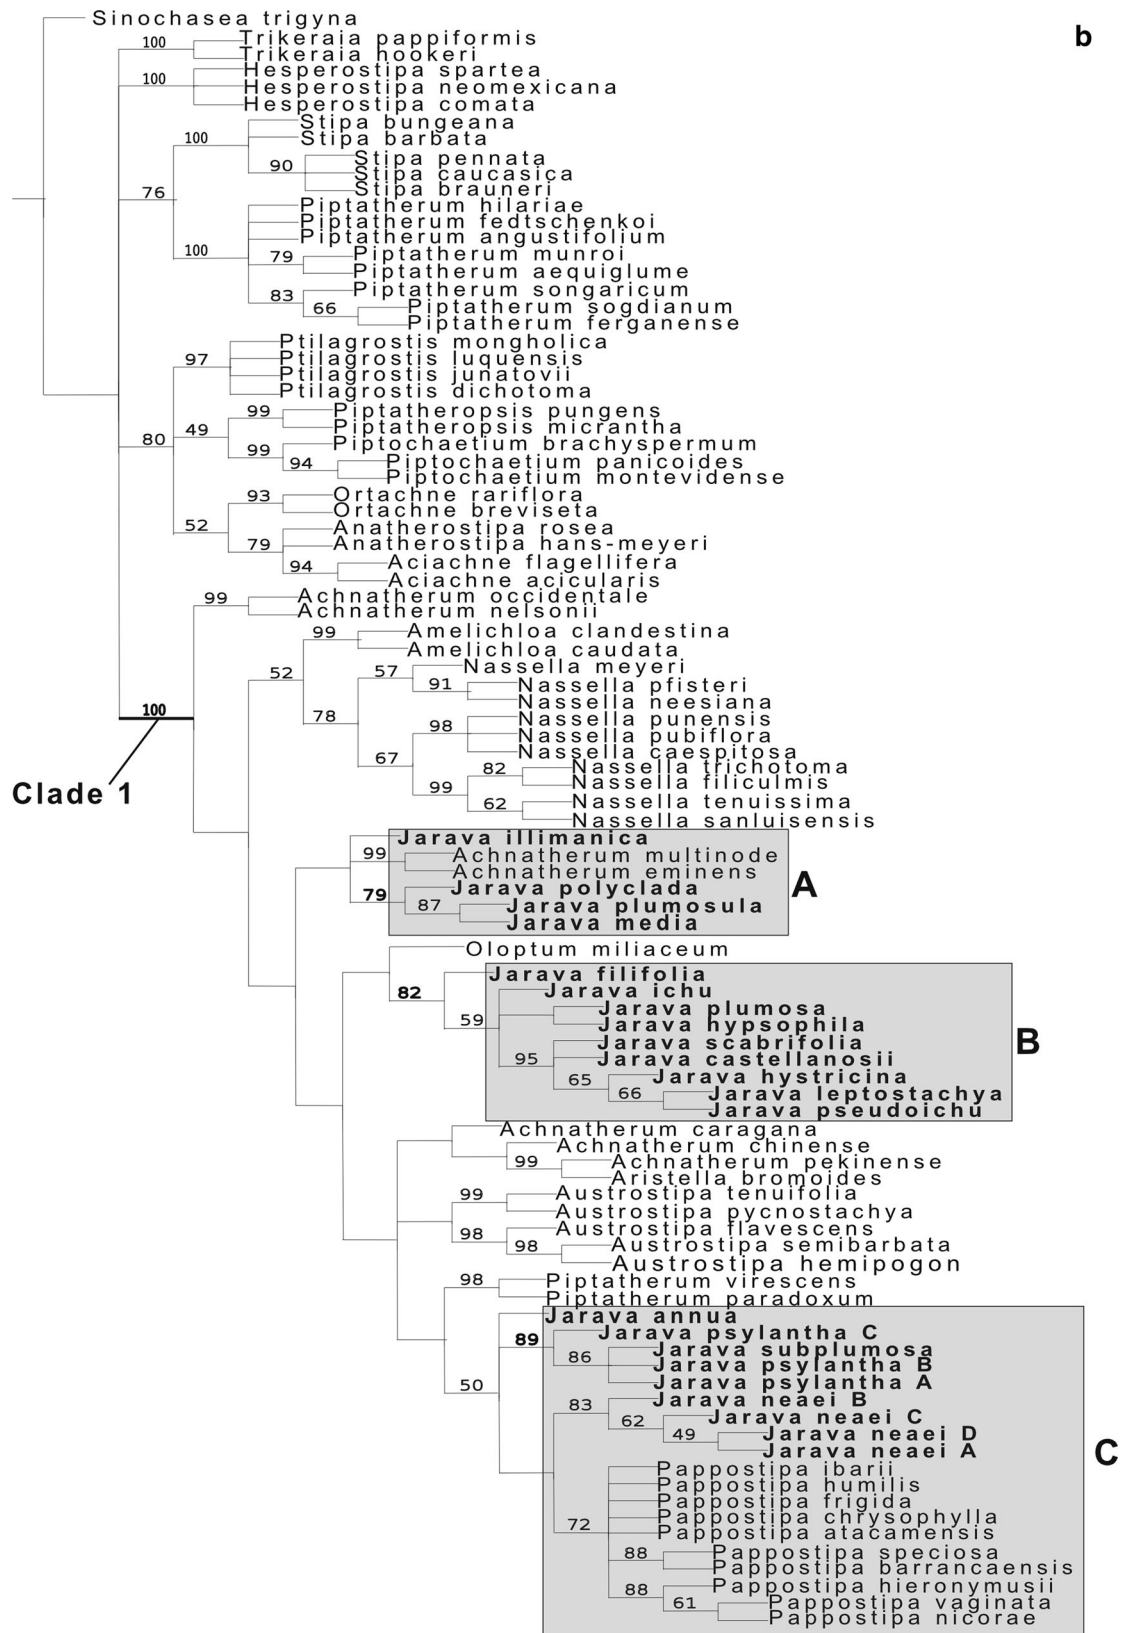 Sinochasea trigyna
b
Trikeraia pappiformis
100
Trikeraia hookeri
Hesperostipa spartea
100
Hesperostipa neomexicana
Hesperostipa comata
Stipa bungeana
100
Stipa barbata
Stipa pennata
90
Stipa caucasica
Stipa brauneri
76
Piptatherum hilariae
Piptatherum fedtschenkoi
Piptatherum angustifolium
100
Piptatherum munroi
79
Piptatherum aequiglume
Piptatherum songaricum
83
Piptatherum sogdianum
66
Piptatherum ferganense
Ptilagrostis mongholica
97
Ptilagrostis luquensis
Ptilagrostis junatovii
Ptilagrostis dichotoma
99
Piptatheropsis pungens
Piptatheropsis micrantha
49
80
Piptochaetium brachyspermum
99
Piptochaetium panicoides
94
Piptochaetium montevidense
93
Ortachne rariflora
Ortachne breviseta
52
Anatherostipa rosea
79
Anatherostipa hans-meyeri
Aciachne flagellifera
94
Aciachne acicularis
99
Achnatherum occidentale
Achnatherum nelsonii
99
Amelichloa clandestina
Amelichloa caudata
52
57
Nassella meyeri
91
Nassella pfisteri
Nassella neesiana
78
98
Nassella punensis
Nassella pubiflora
Nassella caespitosa
67
82
Nassella trichotoma
Nassella filiculmis
99
62
Nassella tenuissima
Nassella sanluisensis
100
Clade 1
Jarava illimanica
99
Achnatherum multinode
Achnatherum eminens
A
79
Jarava polyclada
87
Jarava plumosula
Jarava media
Oloptum miliaceum
82
Jarava filifolia
Jarava ichu
59
Jarava plumosa
Jarava hypsophila
B
Jarava scabrifolia
95
Jarava castellanosii
65
Jarava hystricina
66
Jarava leptostachya
Jarava pseudoichu
Achnatherum caragana
Achnatherum chinense
99
Achnatherum pekinense
Aristella bromoides
99
Austrostipa tenuifolia
Austrostipa pycnostachya
98
Austrostipa flavescens
98
Austrostipa semibarbata
Austrostipa hemipogon
98
Piptatherum virescens
Piptatherum paradoxum
Jarava annua
89
Jarava psylantha C
86
Jarava subplumosa
Jarava psylantha B
Jarava psylantha A
50
83
Jarava neaei B
62
Jarava neaei C
49
Jarava neaei D
Jarava neaei A
C
Pappostipa ibarii
Pappostipa humilis
Pappostipa frigida
Pappostipa chrysophylla
72
Pappostipa atacamensis
88
Pappostipa speciosa
Pappostipa barrancaensis
88
Pappostipa hieronymusii
61
Pappostipa vaginata
Pappostipa nicorae